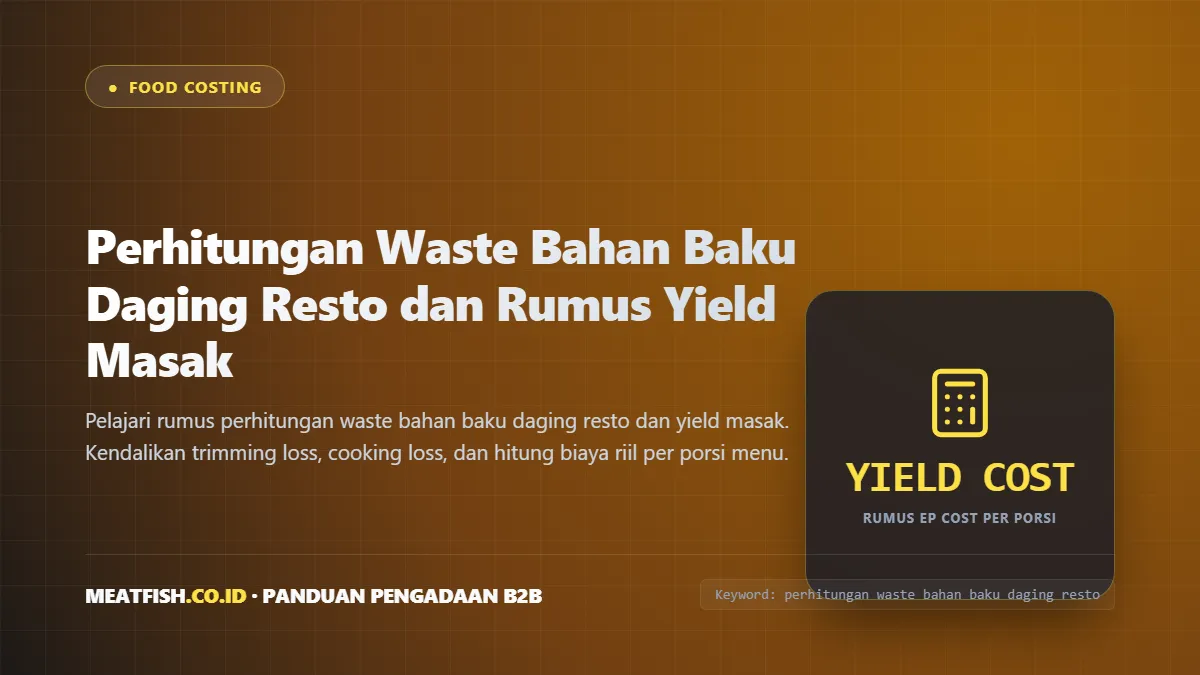 • FOOD COSTING
Perhitungan Waste Bahan Baku
Daging Resto dan Rumus Yield
Masak
Pelajari rumus perhitungan waste bahan baku daging resto dan yield masak.
Kendalikan trimming loss, cooking loss, dan hitung biaya riil per porsi menu.
YIELD COST
RUMUS EP COST PER PORSI
MEATFISH.CO.ID • PANDUAN PENGADAAN B2B
Keyword: perhitungan waste bahan baku daging resto